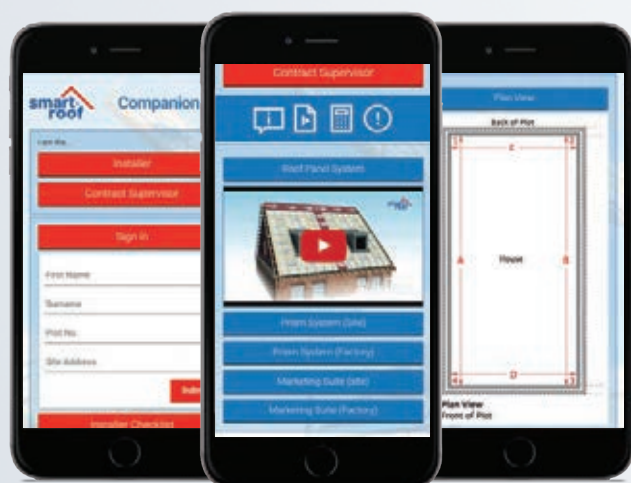 smart
roof
Companion
I am the...
Installer
Contract Supervisor
Sign in
First Name
Surname
Plot No.
Site Address
Installer Checklist
Contract Supervisor
Roof Panel System
smart
roof
Prism System (Site)
Prism System (Factory)
Marketing Suite (Site)
Marketing Suite (Factory)
Plan View
Back of Plot
C
A
House
B
D
Plan View
Front of Plot